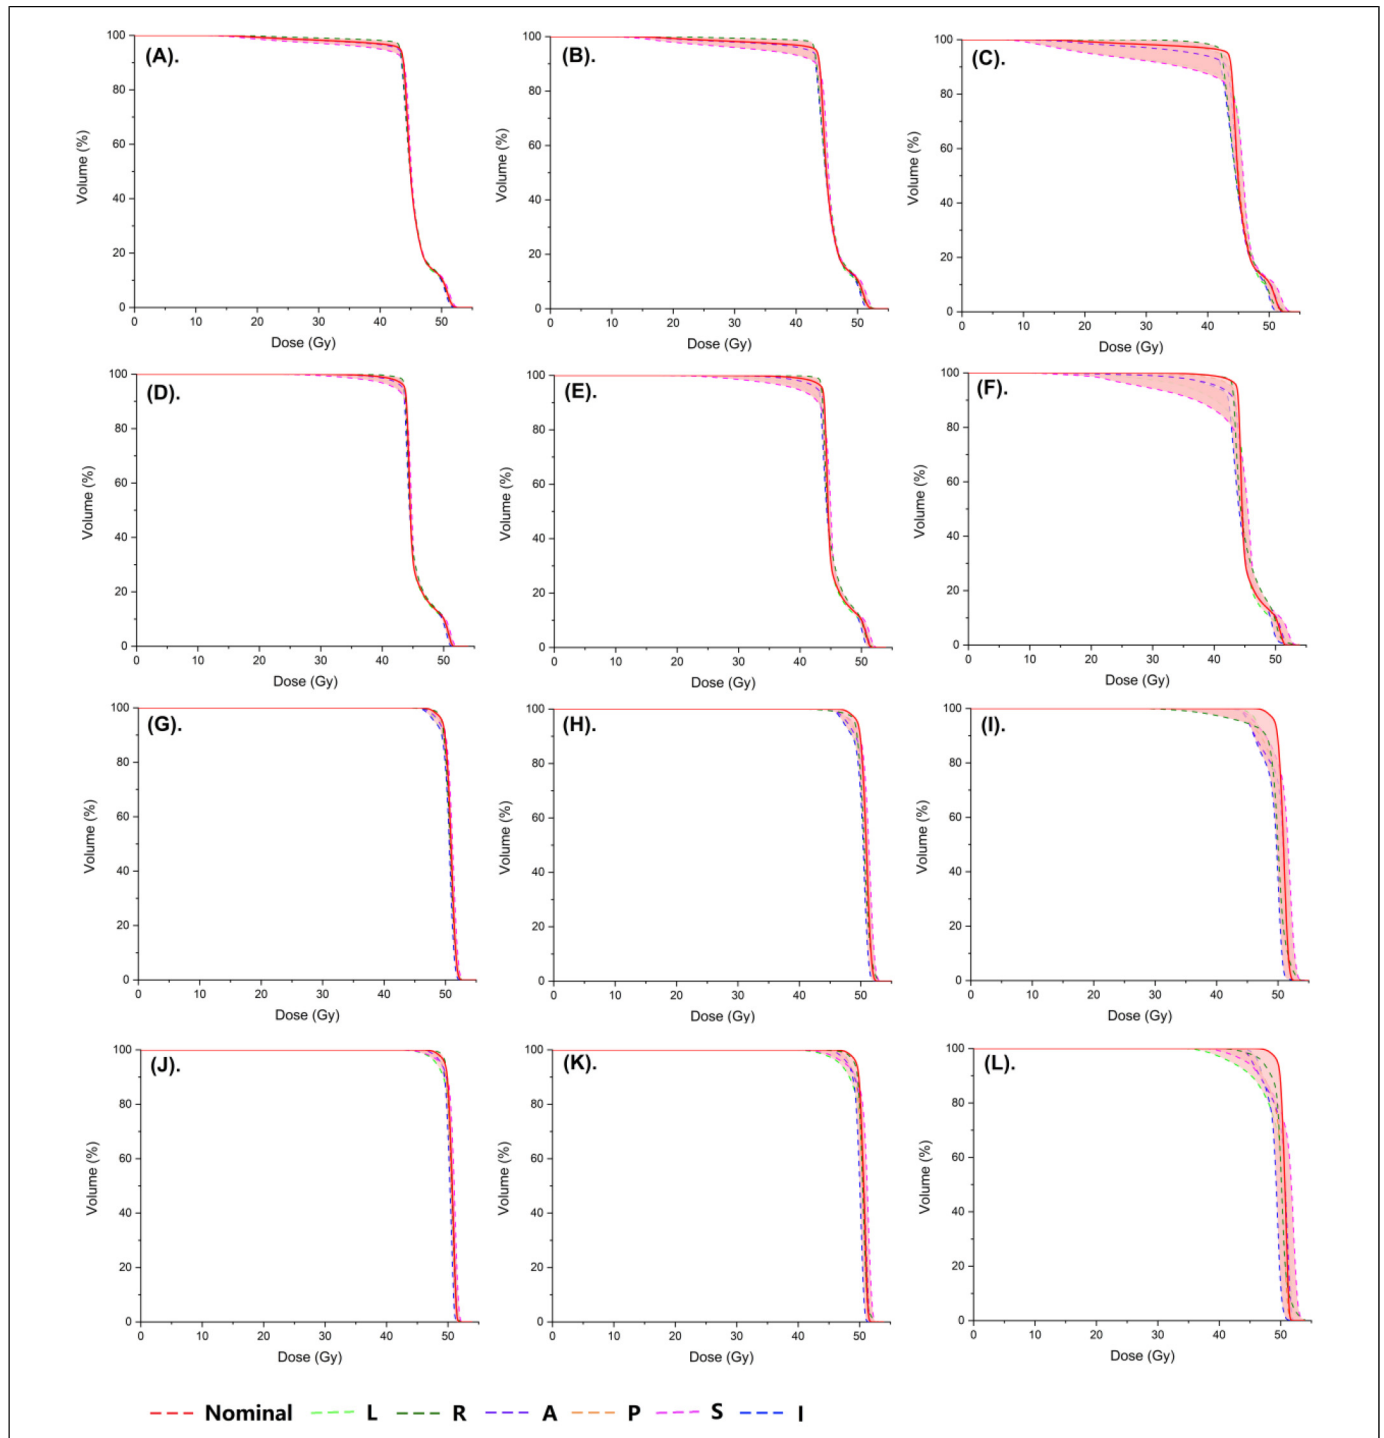 (A). (B). (C).
100 100 100
80 80 80
Volume (%) Volume (%) Volume (%)
60 60 60
40 40 40
20 20 20
0 0 0
0 10 20 30 40 50 0 10 20 30 40 50 0 10 20 30 40 50
Dose (Gy) Dose (Gy) Dose (Gy)
(D). (E). (F).
100 100 100
80 80 80
Volume (%) Volume (%) Volume (%)
60 60 60
40 40 40
20 20 20
0 0 0
0 10 20 30 40 50 0 10 20 30 40 50 0 10 20 30 40 50
Dose (Gy) Dose (Gy) Dose (Gy)
(G). (H). (I).
100 100 100
80 80 80
Volume (%) Volume (%) Volume (%)
60 60 60
40 40 40
20 20 20
0 0 0
0 10 20 30 40 50 0 10 20 30 40 50 0 10 20 30 40 50
Dose (Gy) Dose (Gy) Dose (Gy)
(J). (K). (L).
100 100 100
80 80 80
Volume (%) Volume (%) Volume (%)
60 60 60
40 40 40
20 20 20
0 0 0
0 10 20 30 40 50 0 10 20 30 40 50 0 10 20 30 40 50
Dose (Gy) Dose (Gy) Dose (Gy)
Nominal L R A P S I